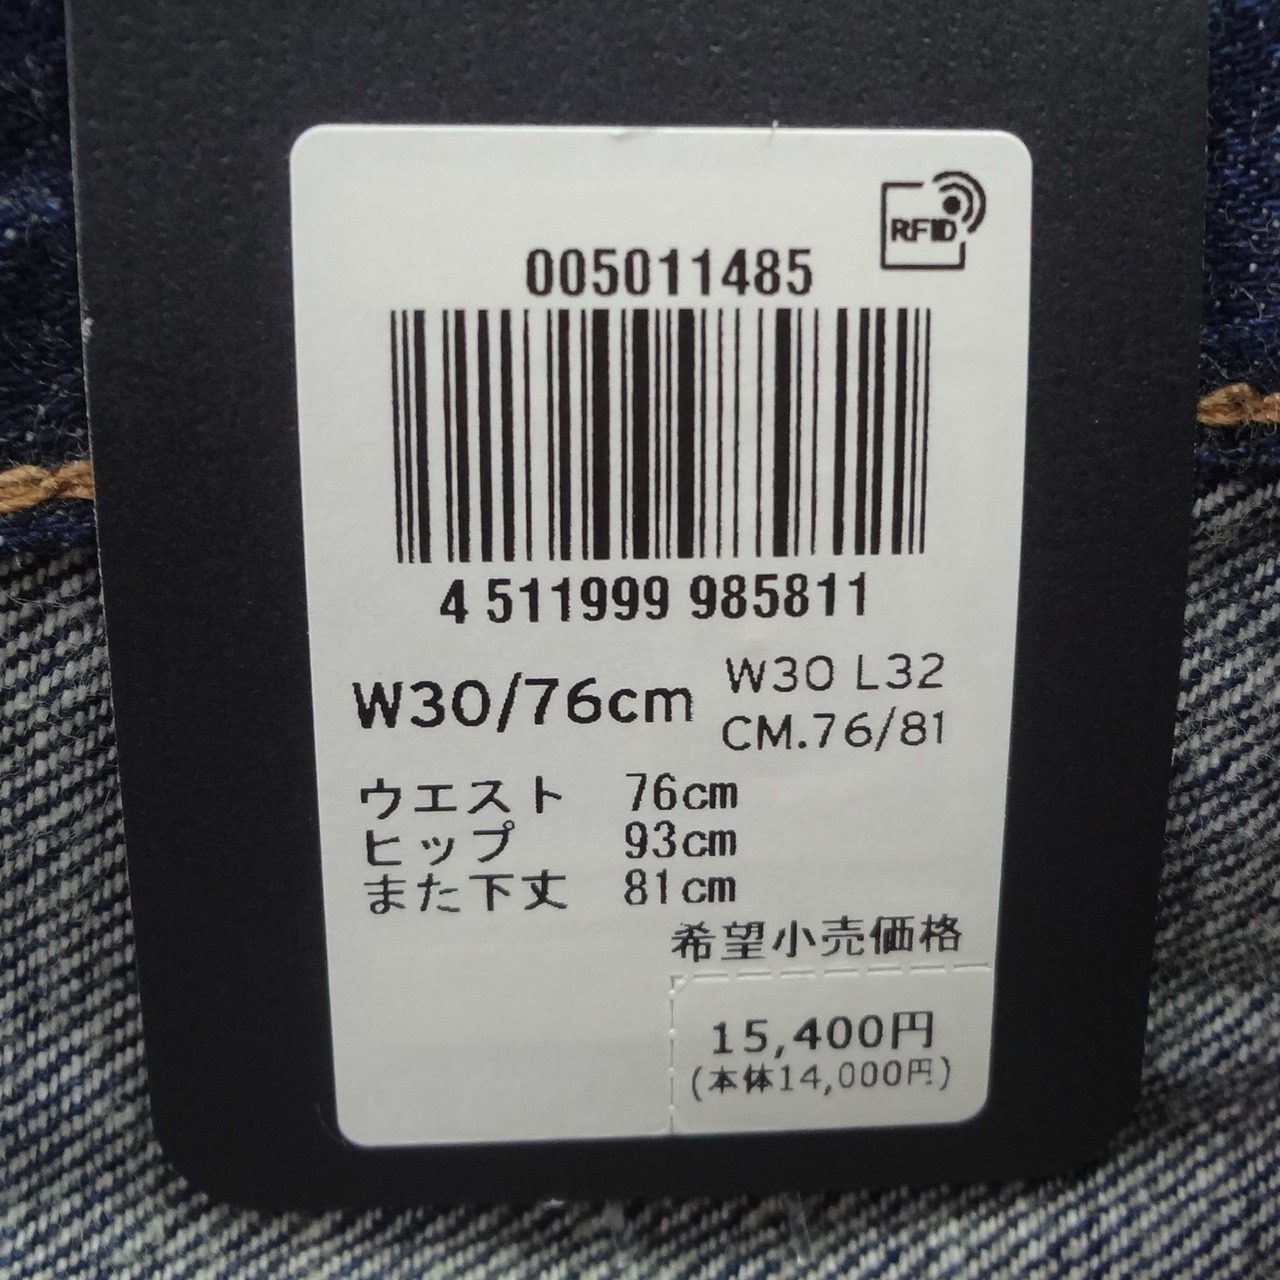 RFID
005011485
4 511999 985811
W30/76cm
W30 L32
CM.76/81
ウエスト 76cm
ヒップ 93cm
また下丈 81cm
希望小売価格
15,400円
(本体14,000円)